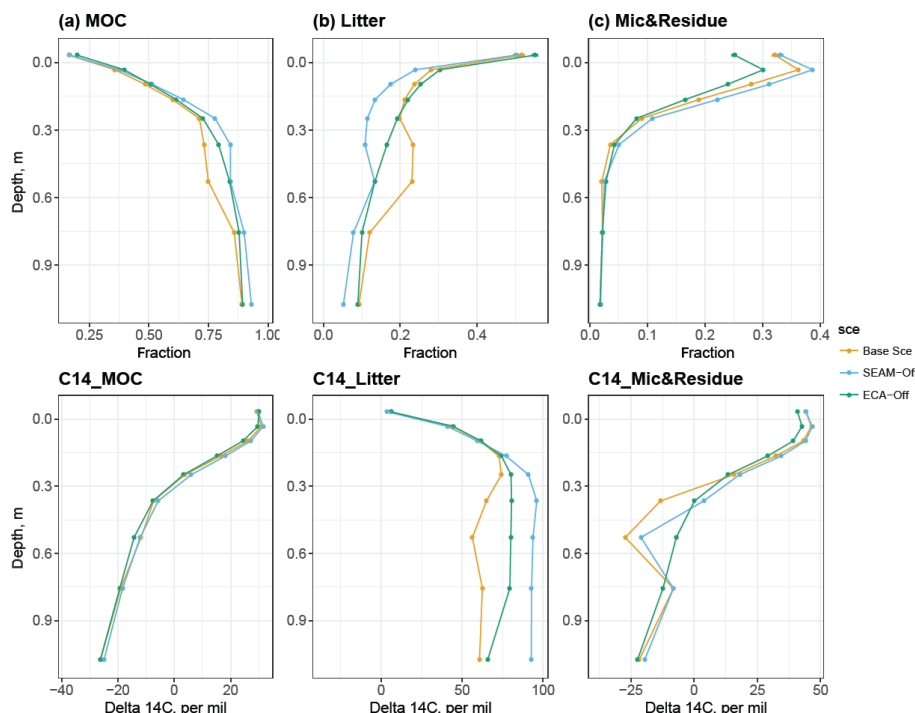 (a) MOC
(b) Litter
(c) Mic&Residue
Depth, m
0.0
0.3
0.6
0.9
0.25
0.50
0.75
1.00
Fraction
0.0
0.2
0.4
Fraction
0.0
0.1
0.2
0.3
0.4
Fraction
sce
Base Sce
SEAM-Of
ECA-Off
C14_MOC
C14_Litter
C14_Mic&Residue
Depth, m
0.0
0.3
0.6
0.9
-40
-20
0
20
Delta 14C, per mil
0
50
100
Delta 14C, per mil
-25
0
25
50
Delta 14C, per mil